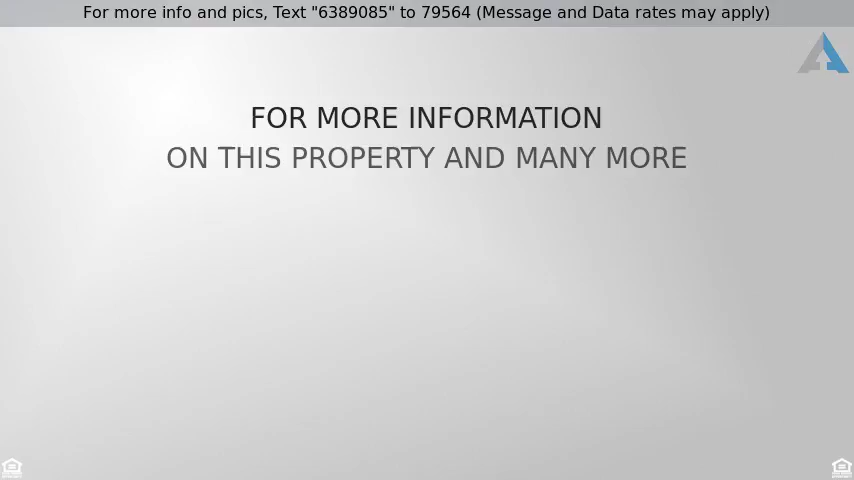 For more info and pics, Text "6389085" to 79564 (Message and Data rates may apply)
FOR MORE INFORMATION
ON THIS PROPERTY AND MANY MORE